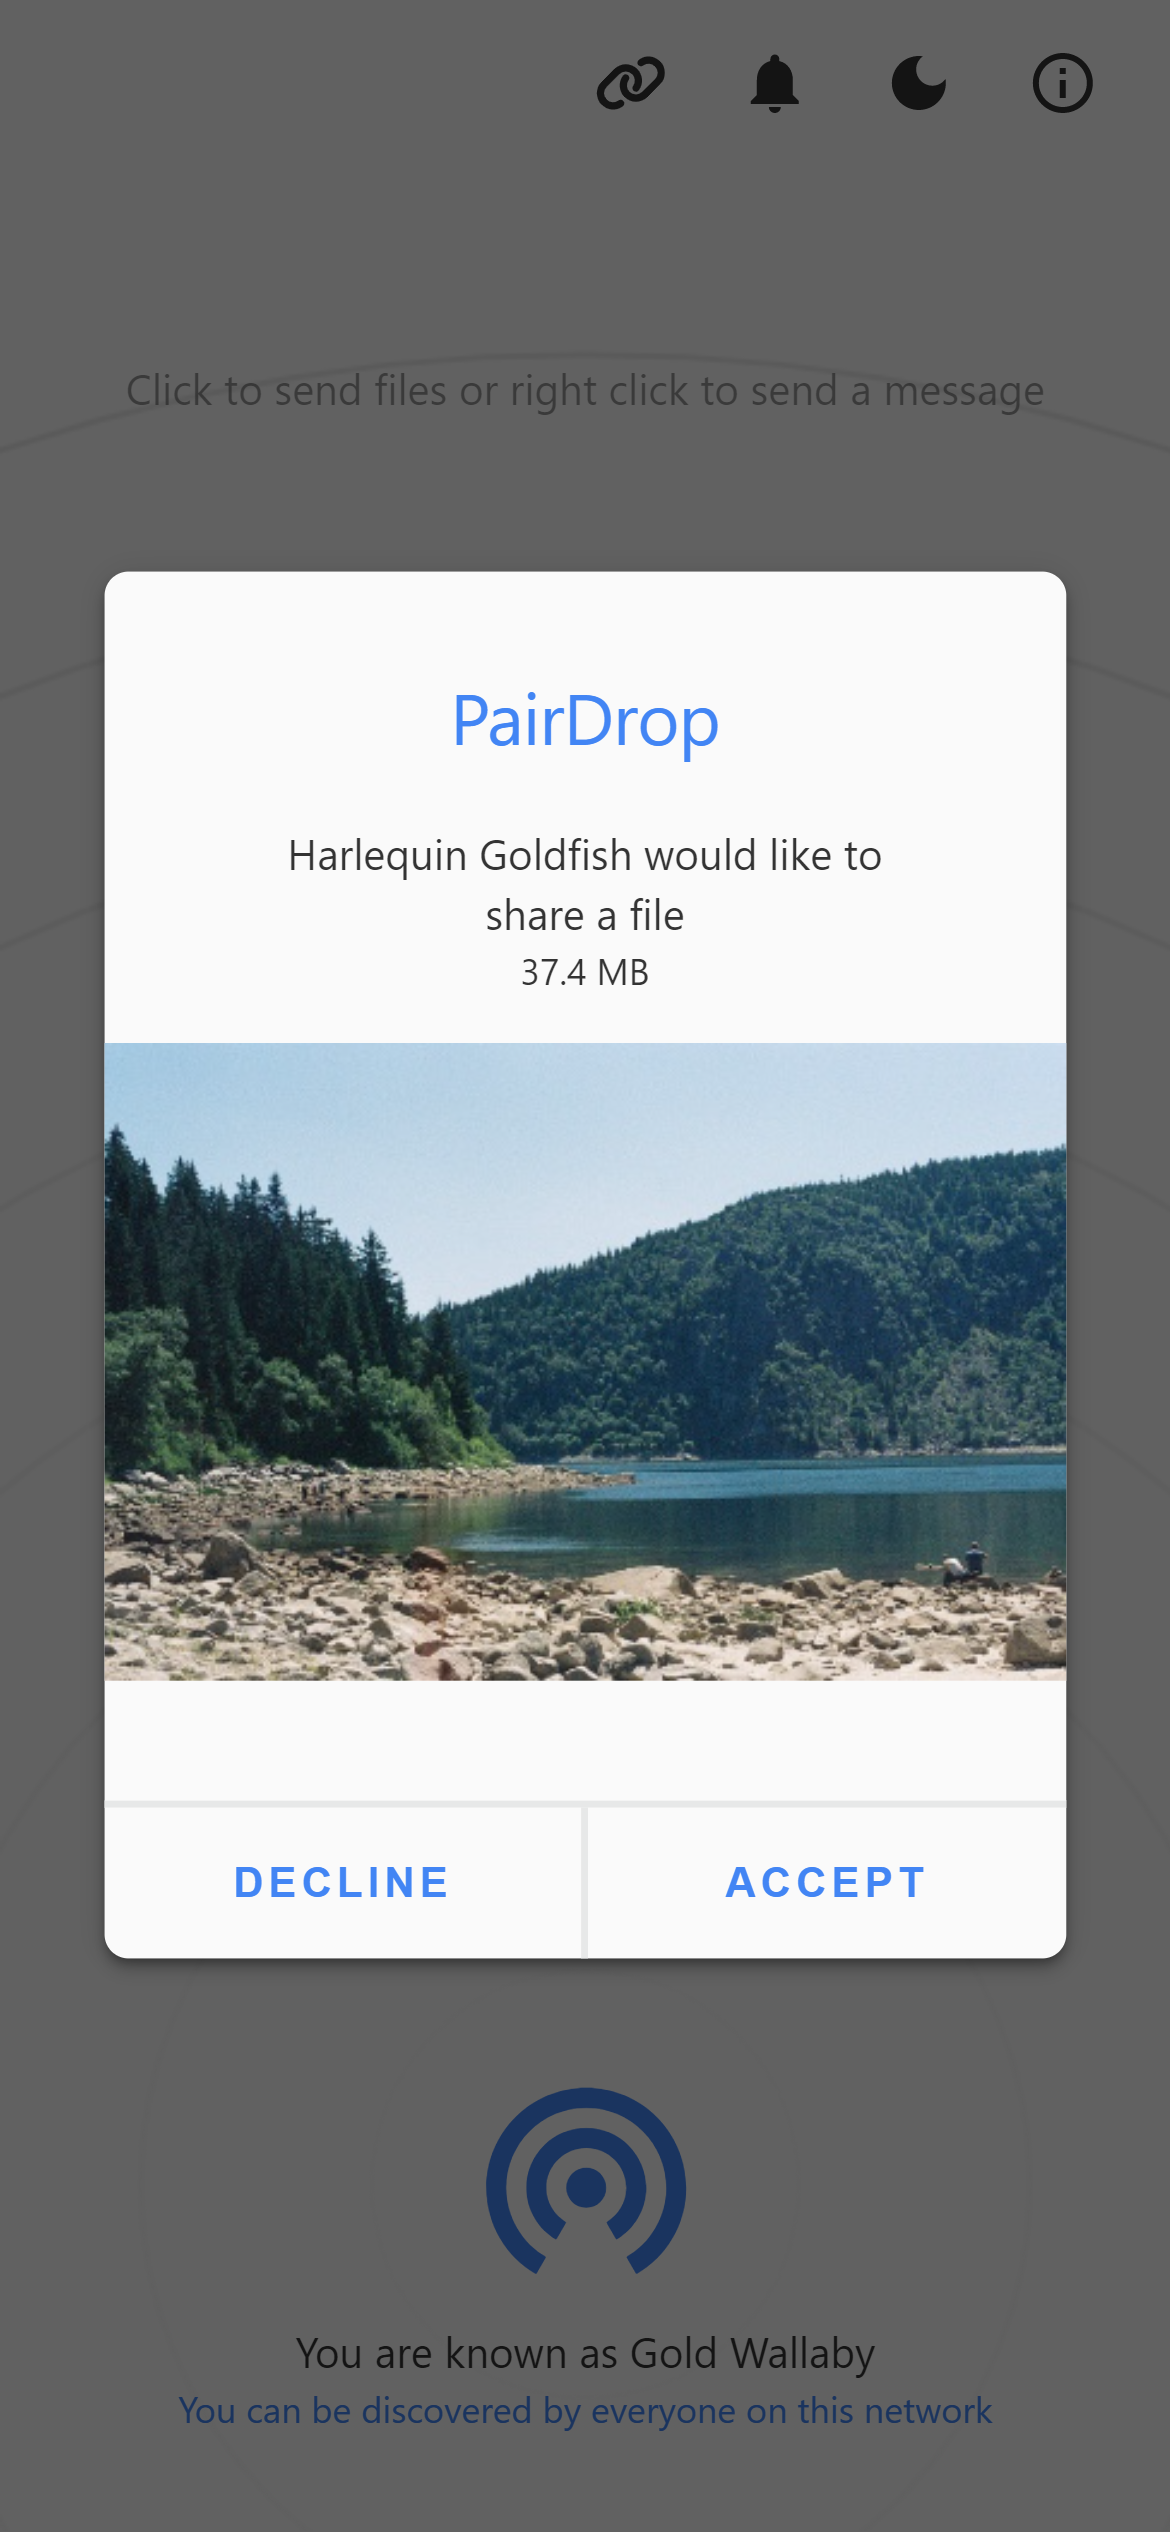 Click to send files or right click to send a message
PairDrop
Harlequin Goldfish would like to
share a file
37.4 MB
DECLINE
ACCEPT
You are known as Gold Wallaby
You can be discovered by everyone on this network